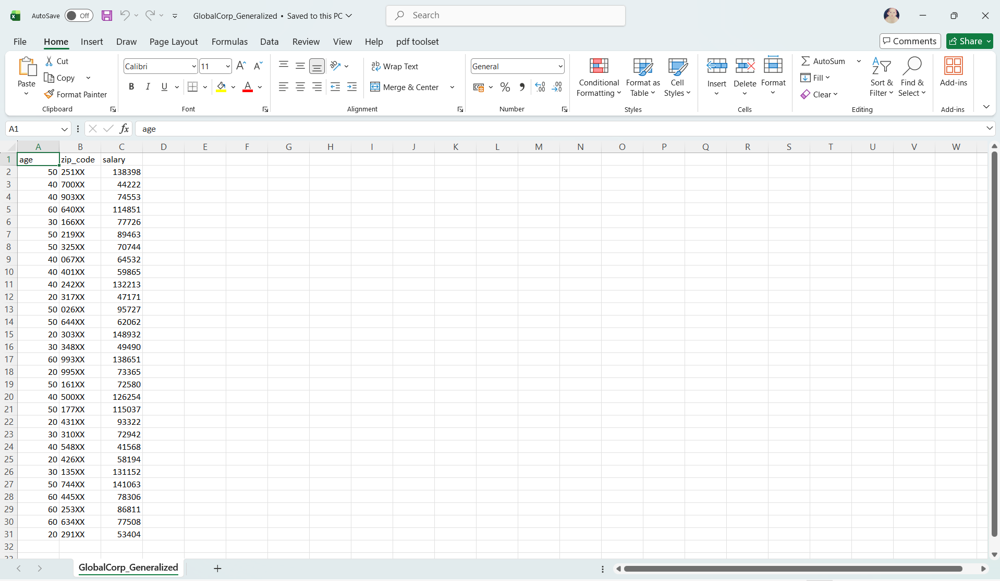 AutoSave Off GlobalCorp_Generalized • Saved to this PC Search
File Home Insert Draw Page Layout Formulas Data Review View Help pdf toolset Comments Share
Paste Cut Copy Format Painter Clipboard
Calibri 11 B I U A Font
Wrap Text Merge & Center Alignment
General % Number
Conditional Formatting Format as Table Cell Styles Styles
Insert Delete Format Cells
AutoSum Fill Clear Sort & Filter Find & Select Editing
Add-ins Add-ins
A1 fx age
A B C D E F G H I J K L M N O P Q R S T U V W
1 age zip_code salary
2 50 251XX 138398
3 40 700XX 44222
4 40 903XX 74553
5 60 640XX 114851
6 30 166XX 77726
7 50 219XX 89463
8 50 325XX 70744
9 40 067XX 64532
10 40 401XX 59865
11 40 242XX 132213
12 20 317XX 47171
13 50 026XX 95727
14 50 644XX 62062
15 20 303XX 148932
16 30 348XX 49490
17 60 993XX 138651
18 20 995XX 73365
19 50 161XX 72580
20 40 500XX 126254
21 50 177XX 115037
22 20 431XX 93322
23 30 310XX 72942
24 40 548XX 41568
25 20 426XX 58194
26 30 135XX 131152
27 50 744XX 141063
28 60 445XX 78306
29 60 253XX 86811
30 60 634XX 77508
31 20 291XX 53404
32
GlobalCorp_Generalized